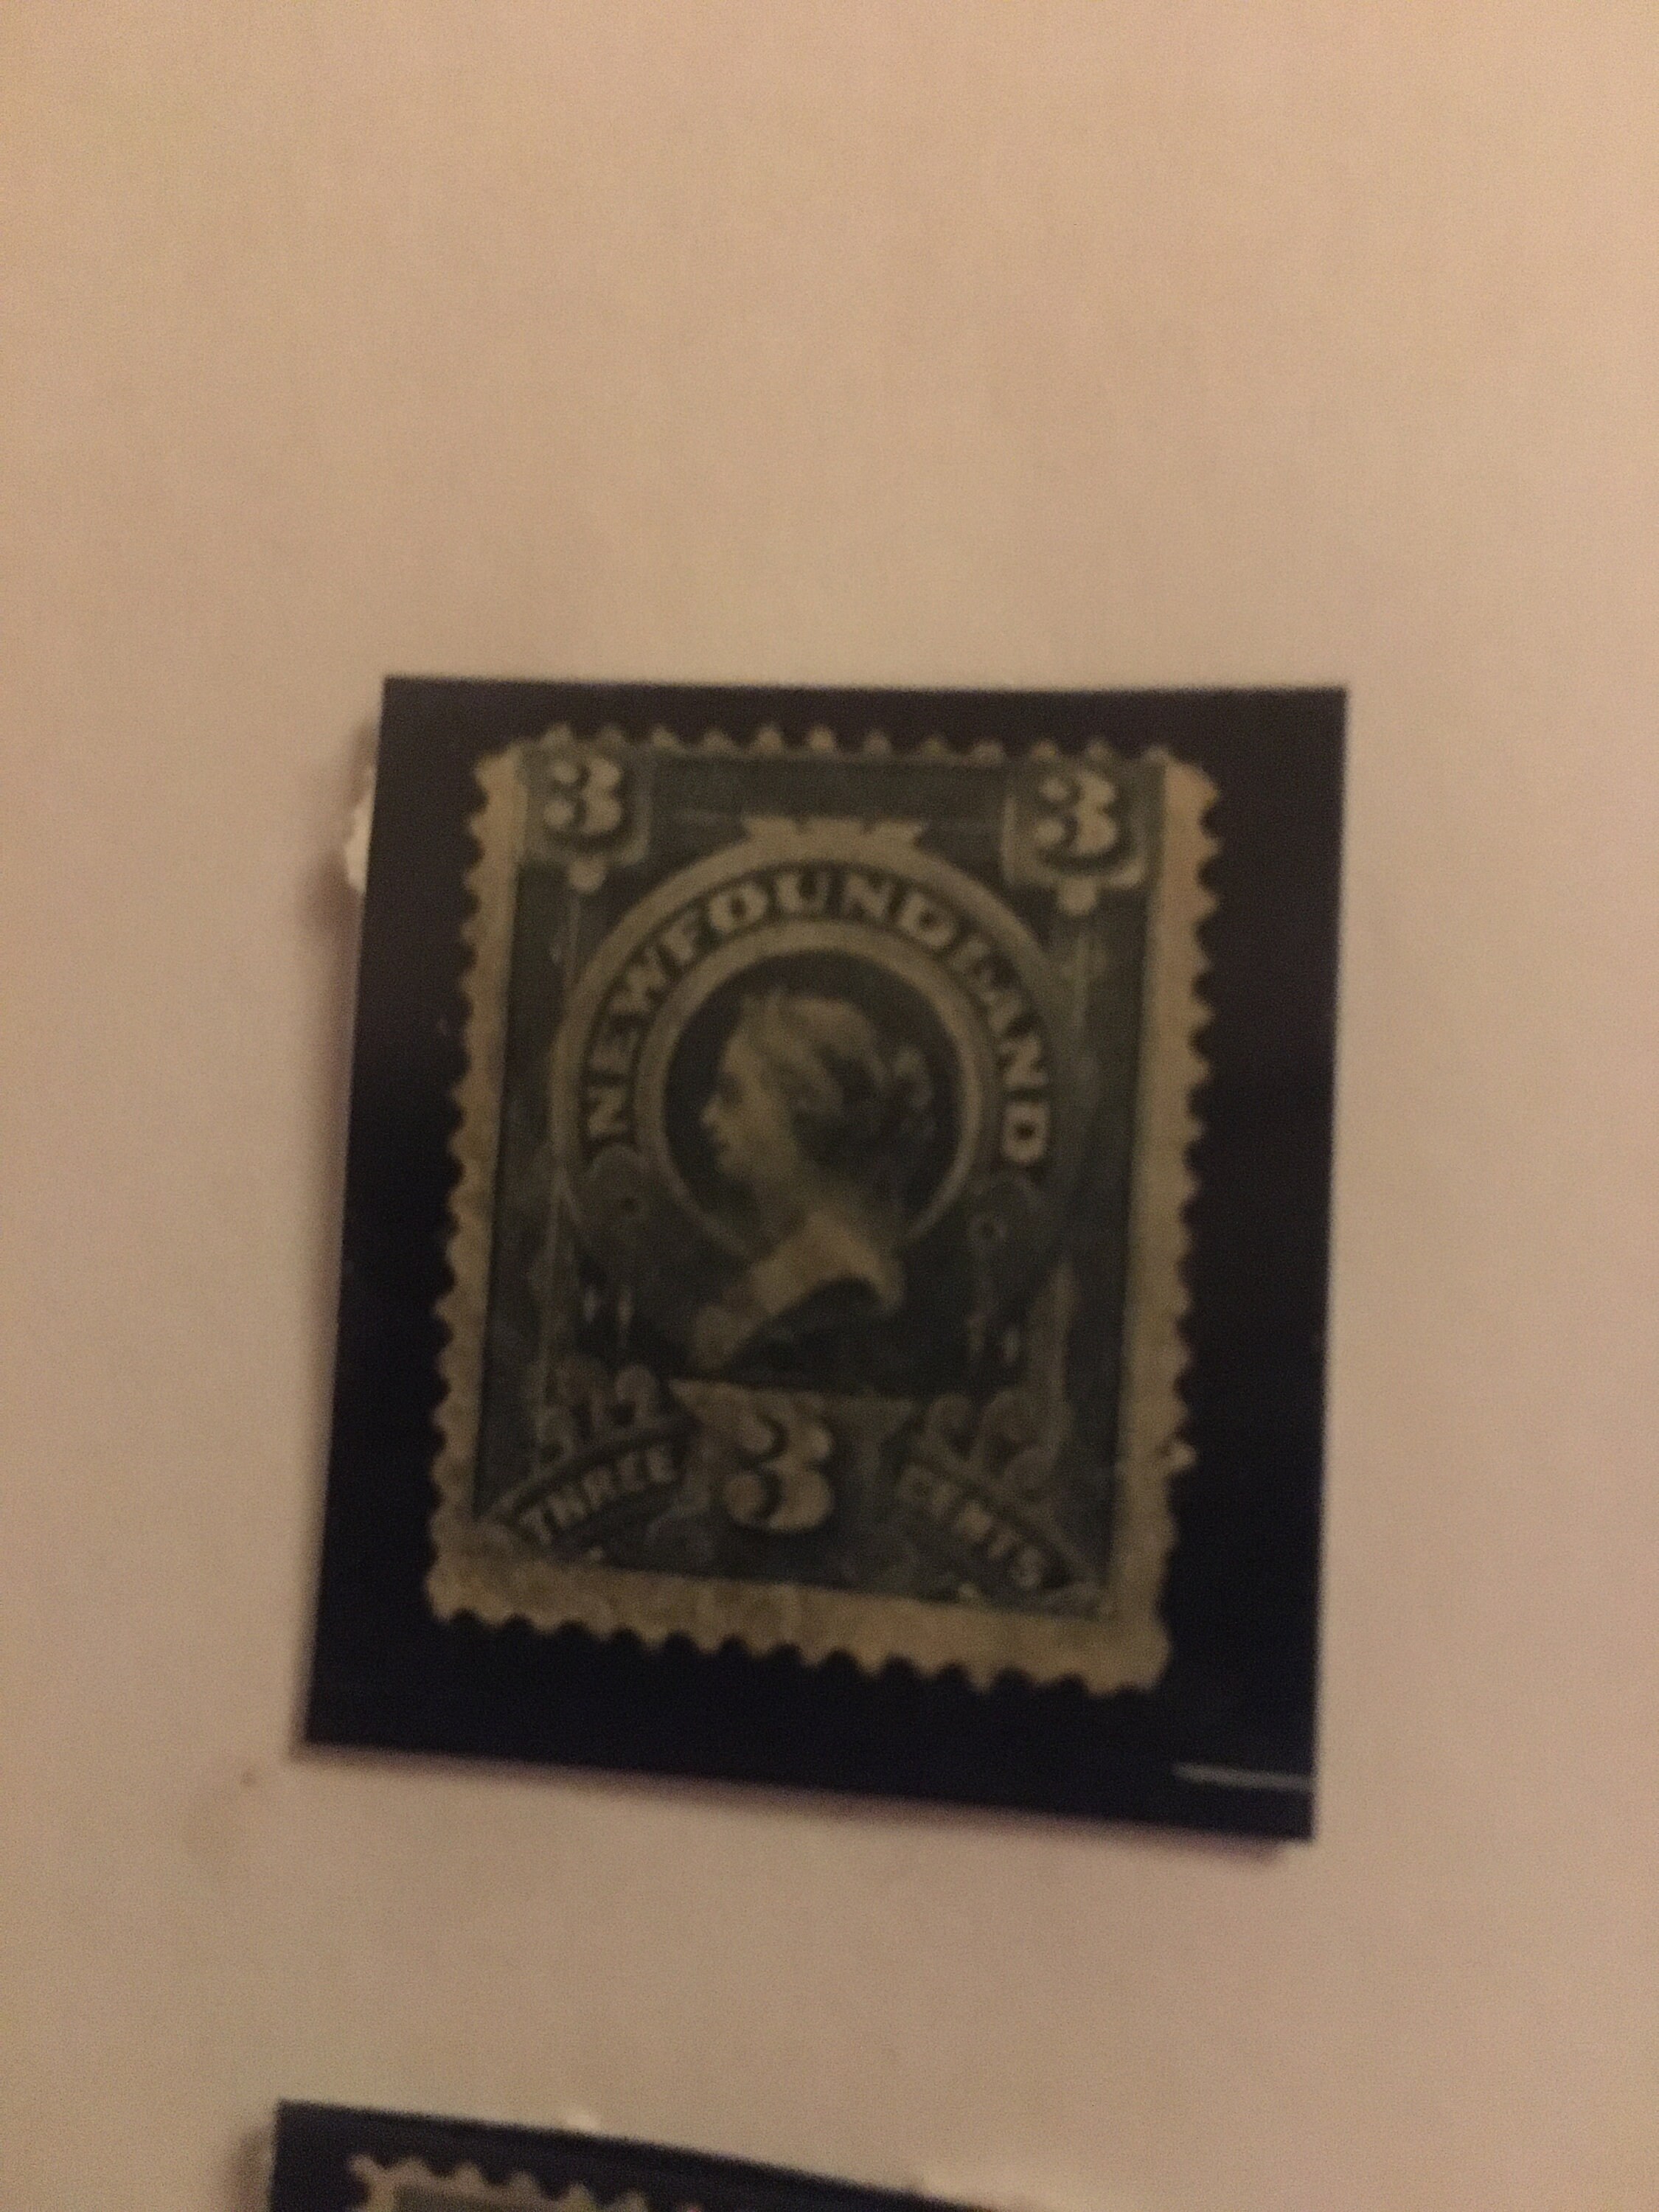 3 3
NEWFOUNDLAND
THREE 3 CENTS